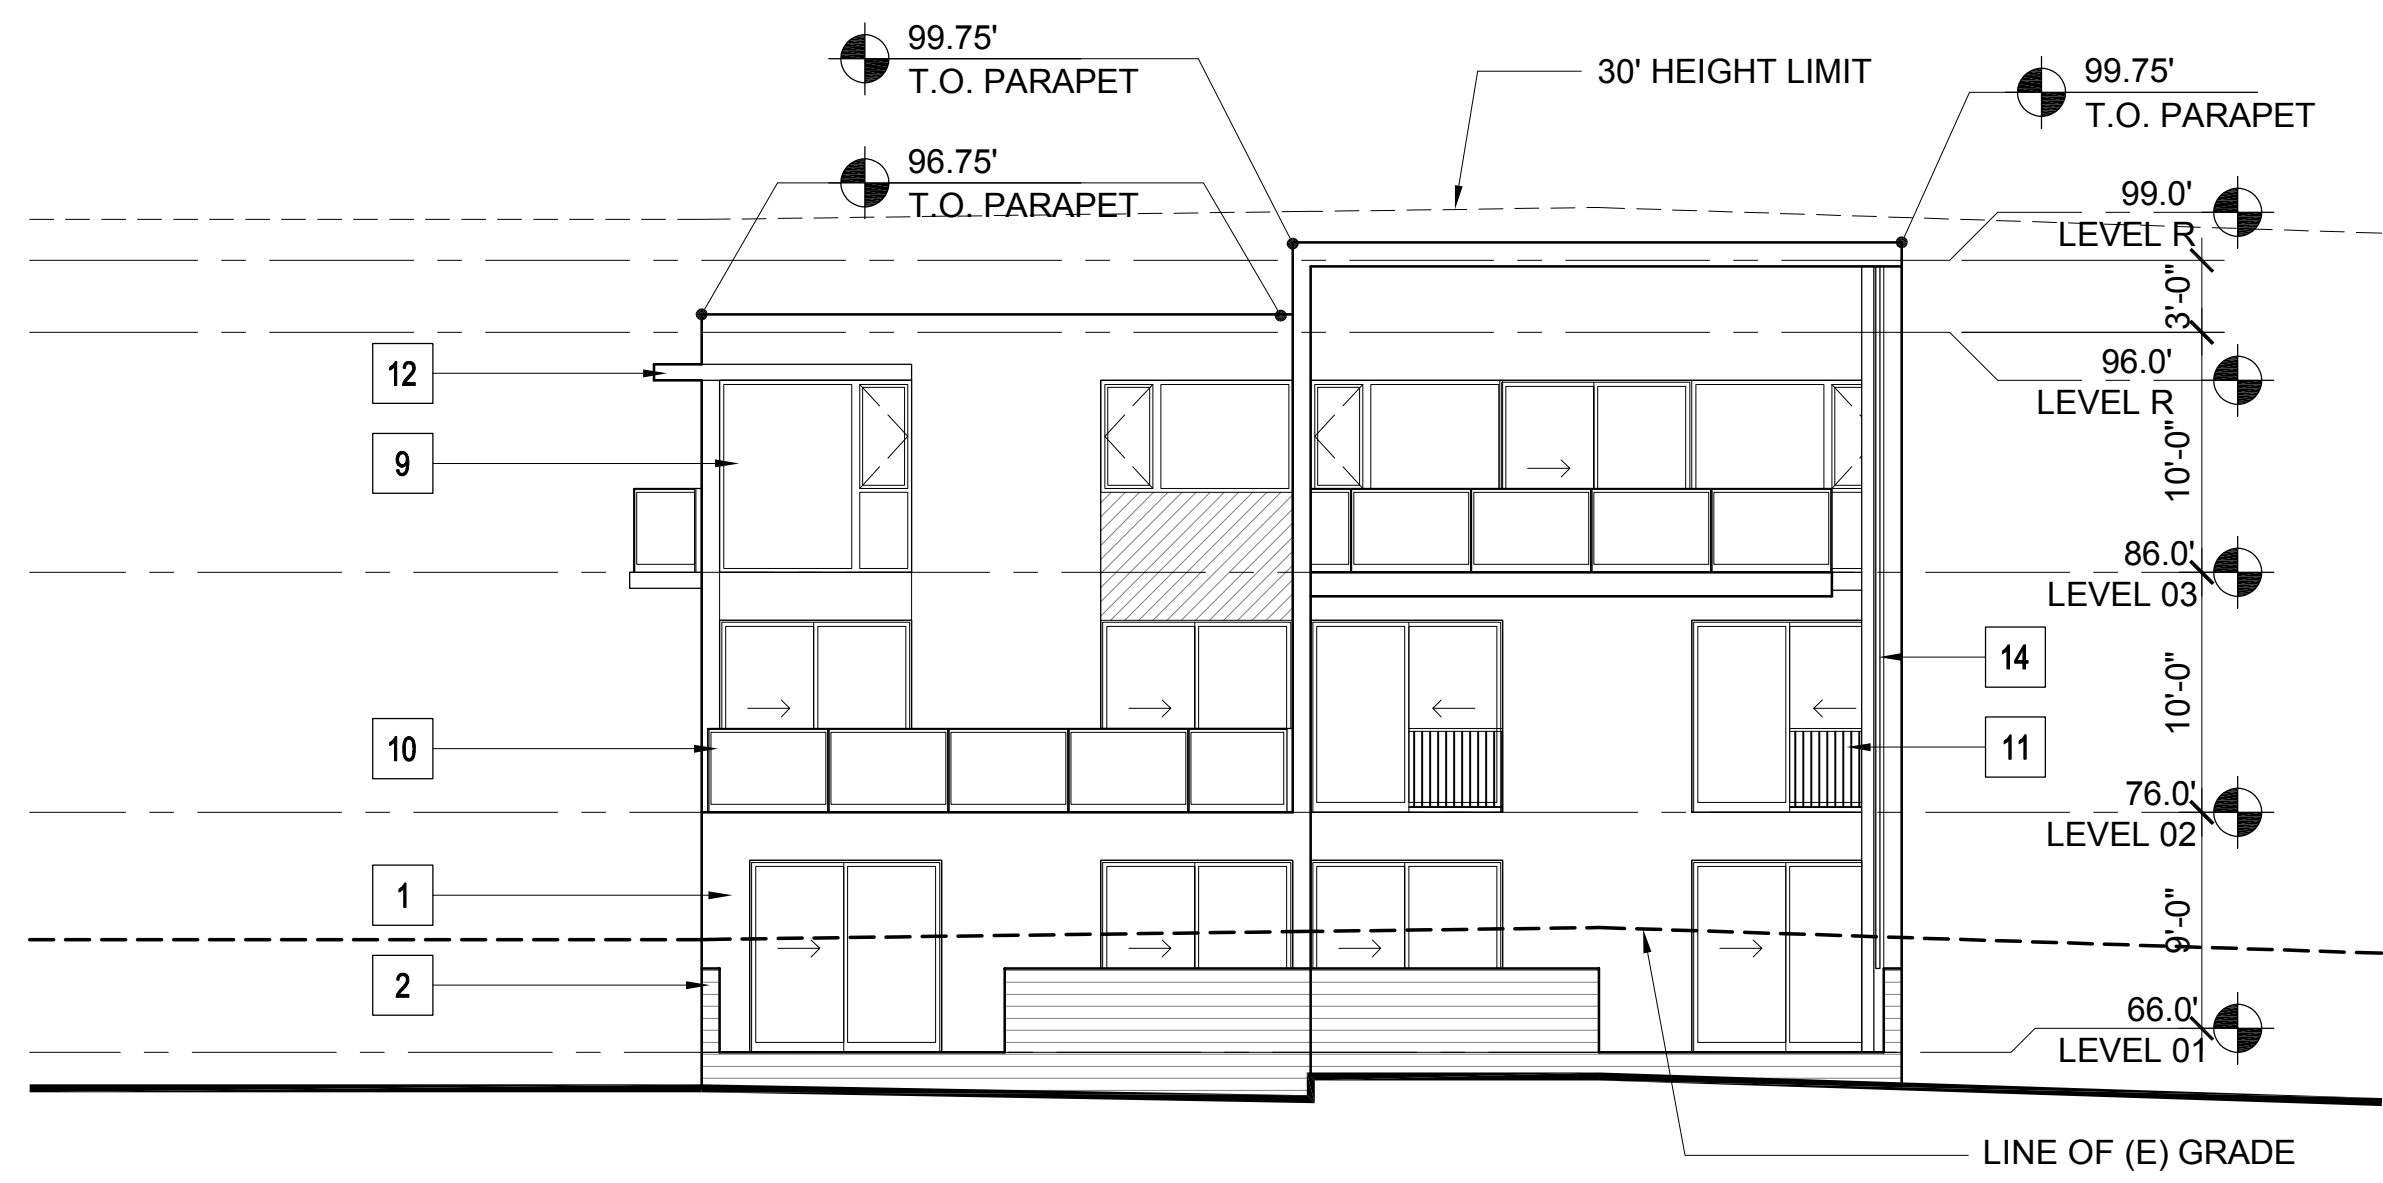 99.75'
T.O. PARAPET
30' HEIGHT LIMIT
99.75'
T.O. PARAPET
96.75'
T.O. PARAPET
99.0'
LEVEL R
3'-0"
12
96.0'
LEVEL R
9
10'-0"
86.0'
LEVEL 03
14
10'-0"
10
11
76.0'
LEVEL 02
1
9'-0"
2
66.0'
LEVEL 01
LINE OF (E) GRADE